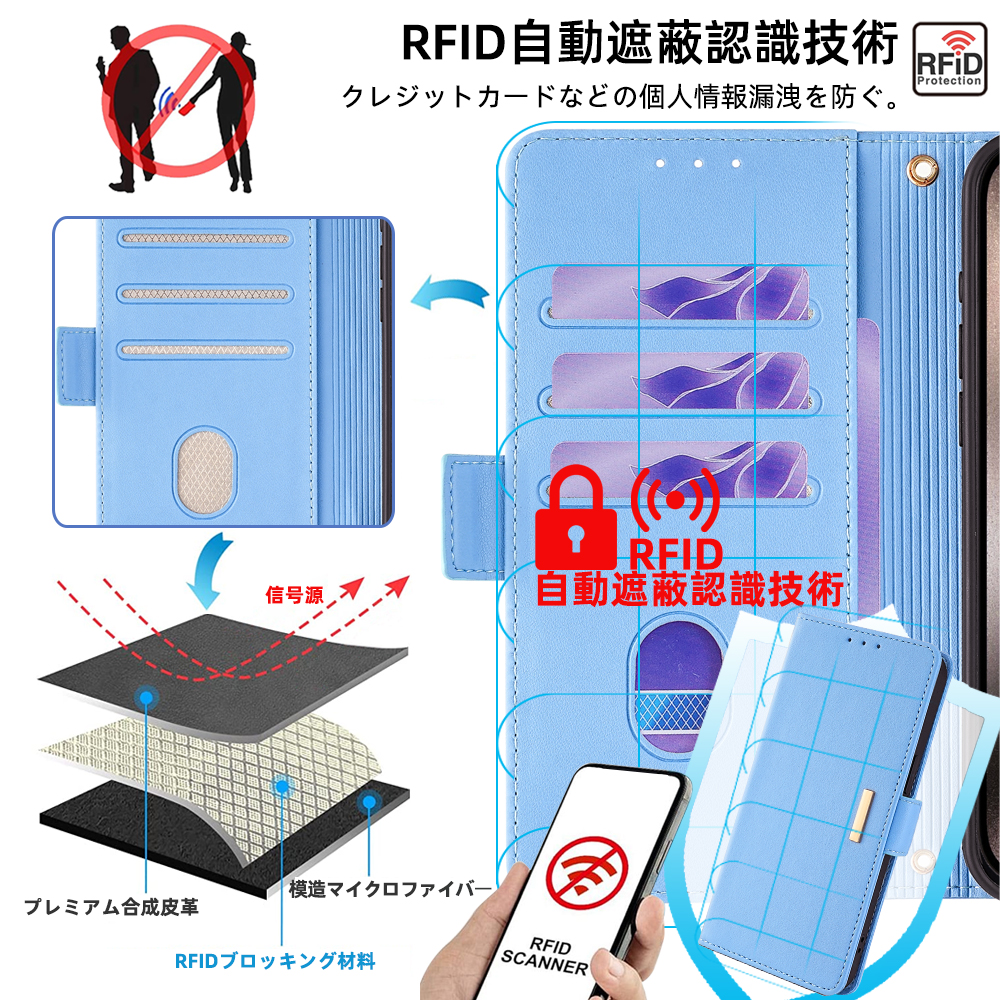 RFID自動遮蔽認識技術
RFiD
Protection
クレジットカードなどの個人情報漏洩を防ぐ。
RFID
自動遮蔽認識技術
信号源
模造マイクロファイバー
プレミアム合成皮革
RFIDブロッキング材料
RFID
SCANNER